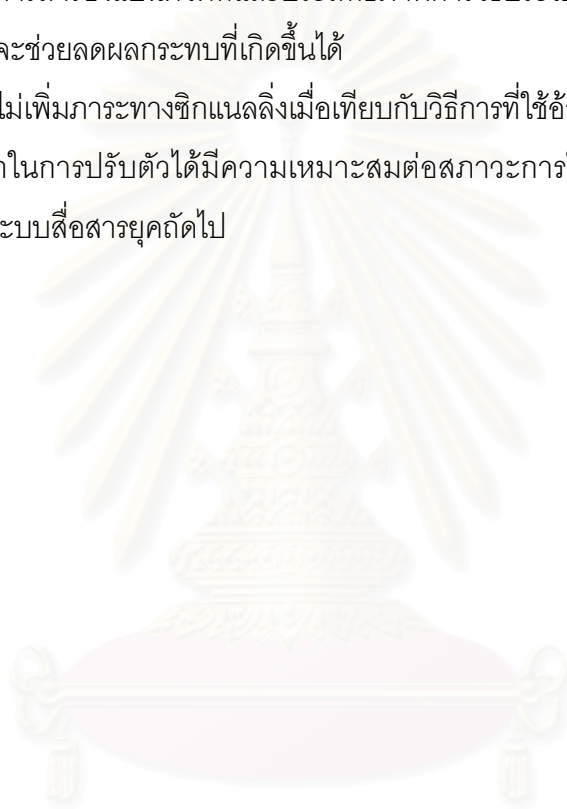 จะช่วยลดผลกระทบที่เกิดขึ้นได้
ไม่เพิ่มภาระทางซิกแนลลิ่งเมื่อเทียบกับวิธีการที่ใช้อ้
ในการปรับตัวได้มีความเหมาะสมต่อสภาวะการ
ะบบสื่อสารยุคถัดไป